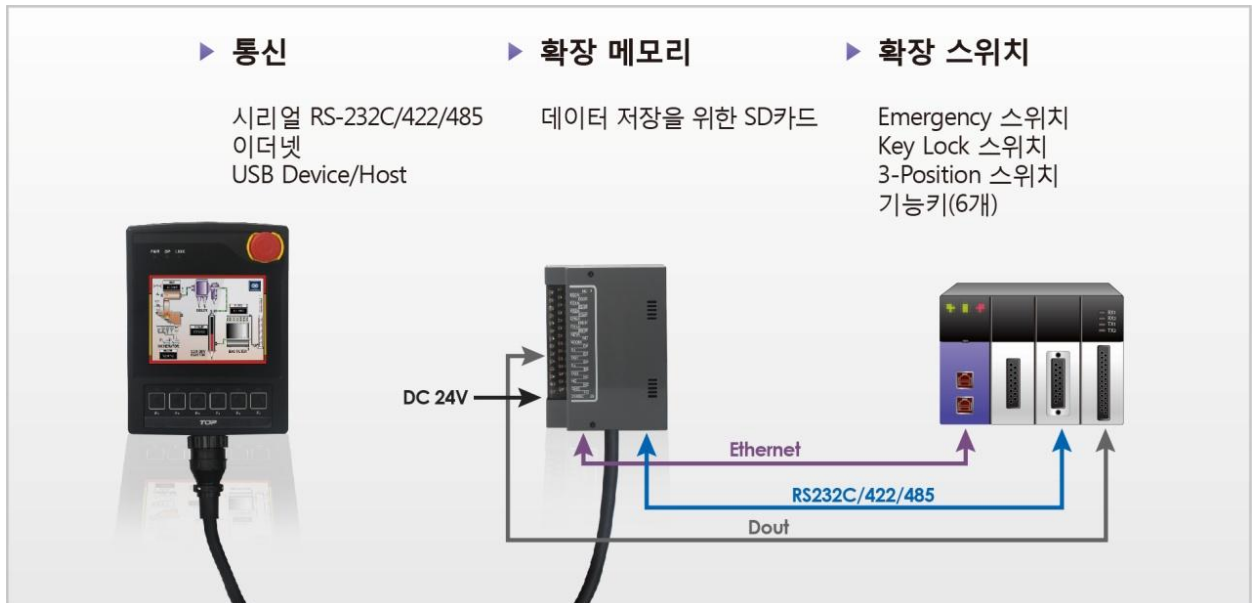 ▶ 통신
시리얼 RS-232C/422/485
이더넷
USB Device/Host
▶ 확장 메모리
데이터 저장을 위한 SD카드
▶ 확장 스위치
Emergency 스위치
Key Lock 스위치
3-Position 스위치
기능키(6개)
TOP
DC 24V
Ethernet
RS232C/422/485
Dout